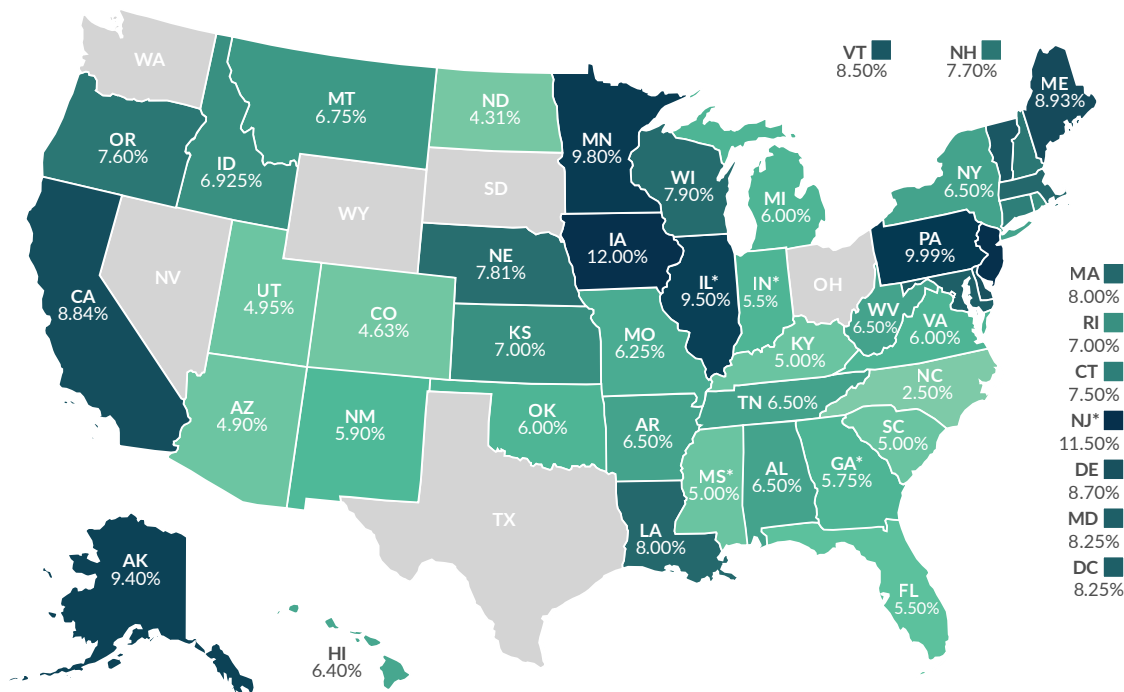 WA
VT
8.50%
NH
7.70%
ME
8.93%
MT
6.75%
ND
4.31%
MN
9.80%
OR
7.60%
ID
6.925%
SD
WI
7.90%
MI
6.00%
NY
6.50%
WY
NE
7.81%
IA
12.00%
PA
9.99%
NV
UT
4.95%
CA
8.84%
CO
4.63%
KS
7.00%
MO
6.25%
IL*
9.50%
IN*
5.5%
OH
WV
6.50%
VA
6.00%
KY
5.00%
MA
8.00%
RI
7.00%
CT
7.50%
NJ*
11.50%
DE
8.70%
MD
8.25%
DC
8.25%
AZ
4.90%
NM
5.90%
OK
6.00%
AR
6.50%
TN 6.50%
NC
2.50%
SC
5.00%
MS*
5.00%
AL
6.50%
GA*
5.75%
TX
LA
8.00%
FL
5.50%
AK
9.40%
HI
6.40%